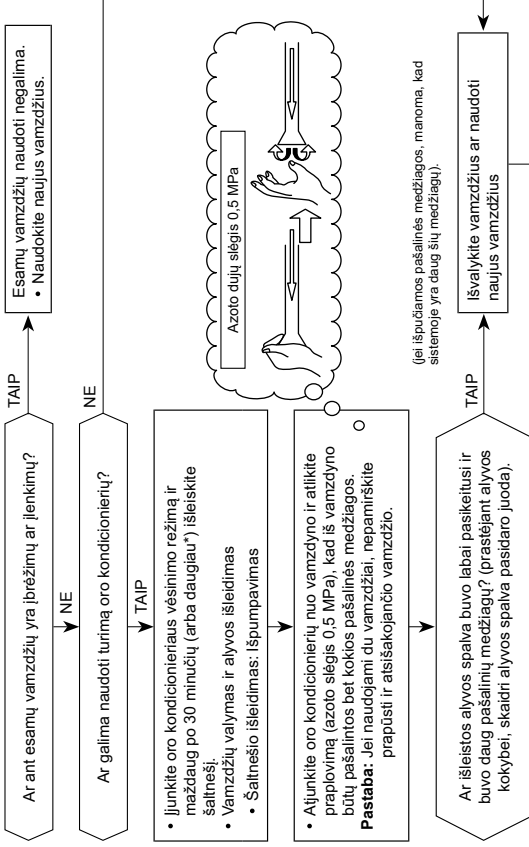 Ar ant esamų vamzdžių yra įbrėžimų ar įlenkimų?
TAIP
Esamų vamzdžių naudoti negalima.
• Naudokite naujus vamzdžius.
NE
Ar galima naudoti turimą oro kondicionierių?
NE
TAIP
• Įjunkite oro kondicionieriaus vėsinimo režimą ir
maždaug po 30 minučių (arba daugiau*) išleiskite
šaltnešį.
• Vamzdžių valymas ir alyvos išleidimas
• Šaltnešio išleidimas: Išpumpavimas
• Atjunkite oro kondicionierių nuo vamzdyno ir atlikite
praplovimą (azoto slėgis 0,5 MPa), kad iš vamzdyno
būtų pašalintos bet kokios pašalinės medžiagos.
Pastaba: Jei naudojami du vamzdžiai, nepamirškite
prapūsti ir atsišakojančio vamzdžio.
Azoto dujų slėgis 0,5 MPa
Ar išleistos alyvos spalva buvo labai pasikeitusi ir
buvo daug pašalinių medžiagų? (prastėjant alyvos
kokybei, skaidri alyvos spalva pasidaro juoda).
TAIP
(jei išpučiamos pašalinės medžiagos, manoma, kad
sistemoje yra daug šių medžiagų).
Išvalykite vamzdžius ar naudoti
naujus vamzdžius